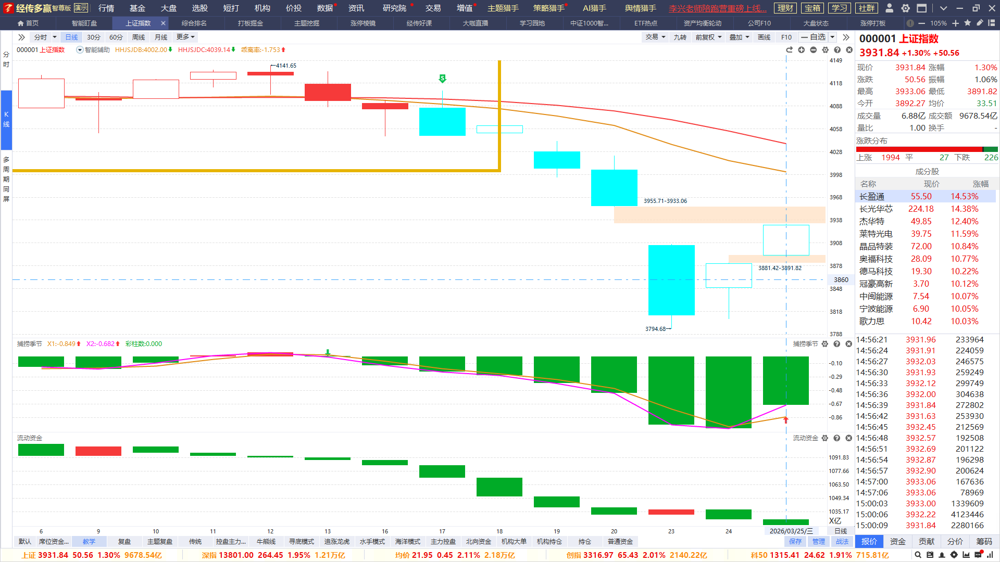 经传多赢 智尊版 演示 行情 基金 大盘 选股 短打 机构 价投 数据 资讯 研究院 交易 增值 主题猎手 策略猎手 AI猎手 舆情猎手 李兴老师陪跑营重磅上线... 理财 宝箱 学习 社群
首页 智能盯盘 上证指数 综合排名 打板掘金 主题挖掘 涨停棱镜 经传好课 大咖直播 学习园地 中证1000智... ETF热点 资产均衡轮动 公司F10 大盘状态 涨停打板 105%
分时 日线 30分 60分 周线 月线 更多 交易 九转 前复权 叠加 画线 F10 自选
000001 上证指数 智能辅助 HHJSJDB:4002.00 HHJSJDC:4039.14 乖离率:-1.753
分时
K线
多周期同屏
4141.65
S
3955.71-3933.06
3881.42-3891.82
3794.68
4149
4118
4088
4058
4028
3998
3968
3938
3908
3878
3860
3848
3818
3788
捕捞季节 X1:-0.849 X2:-0.682 彩柱数:0.000 捕捞季节
-0.10
-0.29
-0.48
-0.67
-0.86
流动资金 流动资金
1091.83
1077.66
1063.50
1049.34
1035.17
X亿
6 9 10 11 12 13 16 17 18 19 20 23 24 2026/03/25/三 日线
默认 席位资金... 教学 复盘 主题复盘 传统 控盘主力... 牛能线 寻底模式 追涨龙虎 水手模式 海洋模式 主力控盘 北向资金 机构大单 机构持仓 持仓 普通资金 保存 管理 战法
000001 上证指数
3931.84 +1.30% +50.56
现价 3931.84 涨幅 1.30%
涨跌 50.56 振幅 1.06%
最高 3933.06 最低 3891.82
今开 3892.27 均价 33.51
成交量 6.88亿 成交额 9678.54亿
量比 1.00 换手 -
涨跌分布
上涨 1994 平 27 下跌 226
成分股
名称 现价 涨幅
长盈通 55.50 14.53%
长光华芯 224.18 14.38%
杰华特 49.85 12.40%
莱特光电 39.75 11.59%
晶品特装 72.00 10.84%
奥福科技 28.09 10.77%
德马科技 19.30 10.22%
冠豪高新 3.70 10.12%
中闽能源 7.54 10.07%
宁波能源 6.90 10.05%
歌力思 10.42 10.03%
14:56:21 3931.96 233964
14:56:24 3931.91 224059
14:56:27 3932.03 246575
14:56:30 3931.93 259249
14:56:33 3932.12 299749
14:56:36 3932.00 304638
14:56:39 3931.84 272802
14:56:42 3931.63 253930
14:56:45 3932.45 212569
14:56:48 3932.57 192508
14:56:51 3932.69 201122
14:56:54 3932.87 196298
14:56:57 3932.90 200624
14:57:00 3933.06 167636
14:57:06 3933.06 78969
15:00:03 3933.00 1339609
15:00:06 3932.22 4123446
15:00:09 3931.84 2280166
报价 资金 贡献 分价 筹码
上证 3931.84 50.56 1.30% 9678.54亿 深指 13801.00 264.45 1.95% 1.21万亿 均价 21.95 0.45 2.11% 2.18万亿 创指 3316.97 65.43 2.01% 2140.22亿 科50 1315.41 24.62 1.91% 715.81亿